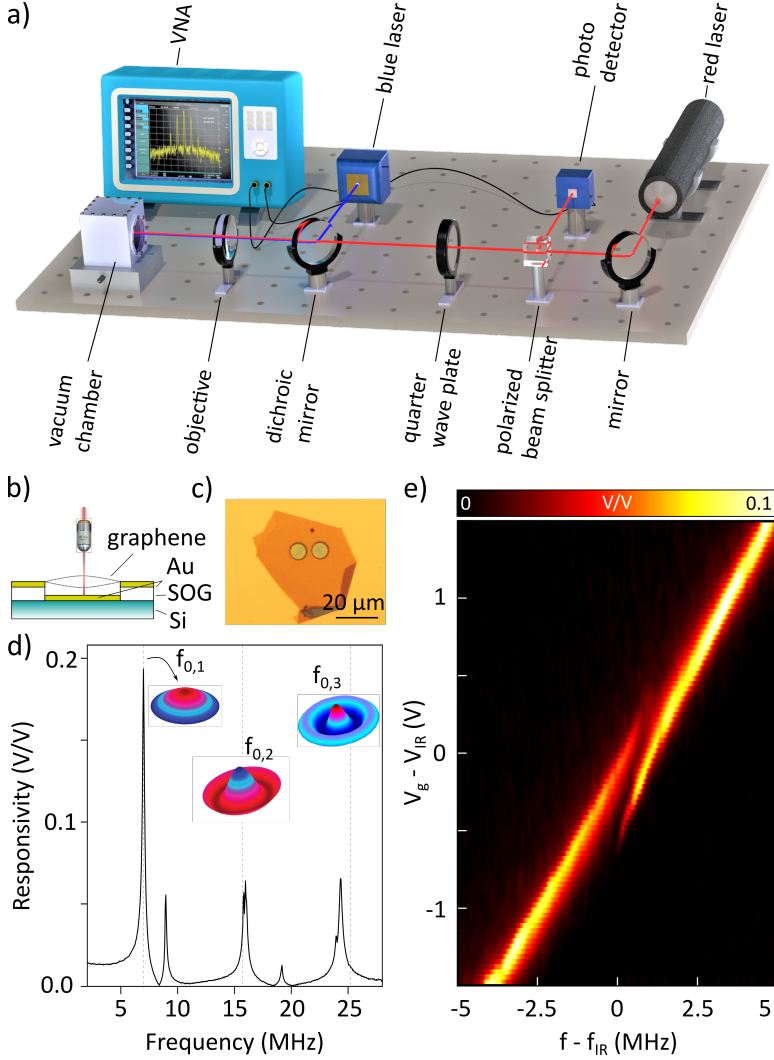 a)
VNA
blue laser
photo
detector
red laser
vacuum
chamber
objective
dichroic
mirror
quarter
wave plate
polarized
beam splitter
mirror
b)
graphene
Au
SOG
Si
c)
20 μm
d)
0.2
0.1
0.0
Responsivity (V/V)
f0,1
f0,2
f0,3
5
10
15
20
25
Frequency (MHz)
e)
0
V/V
0.1
1
0
-1
Vg - VIR (V)
-5
-2.5
0
2.5
5
f - fIR (MHz)